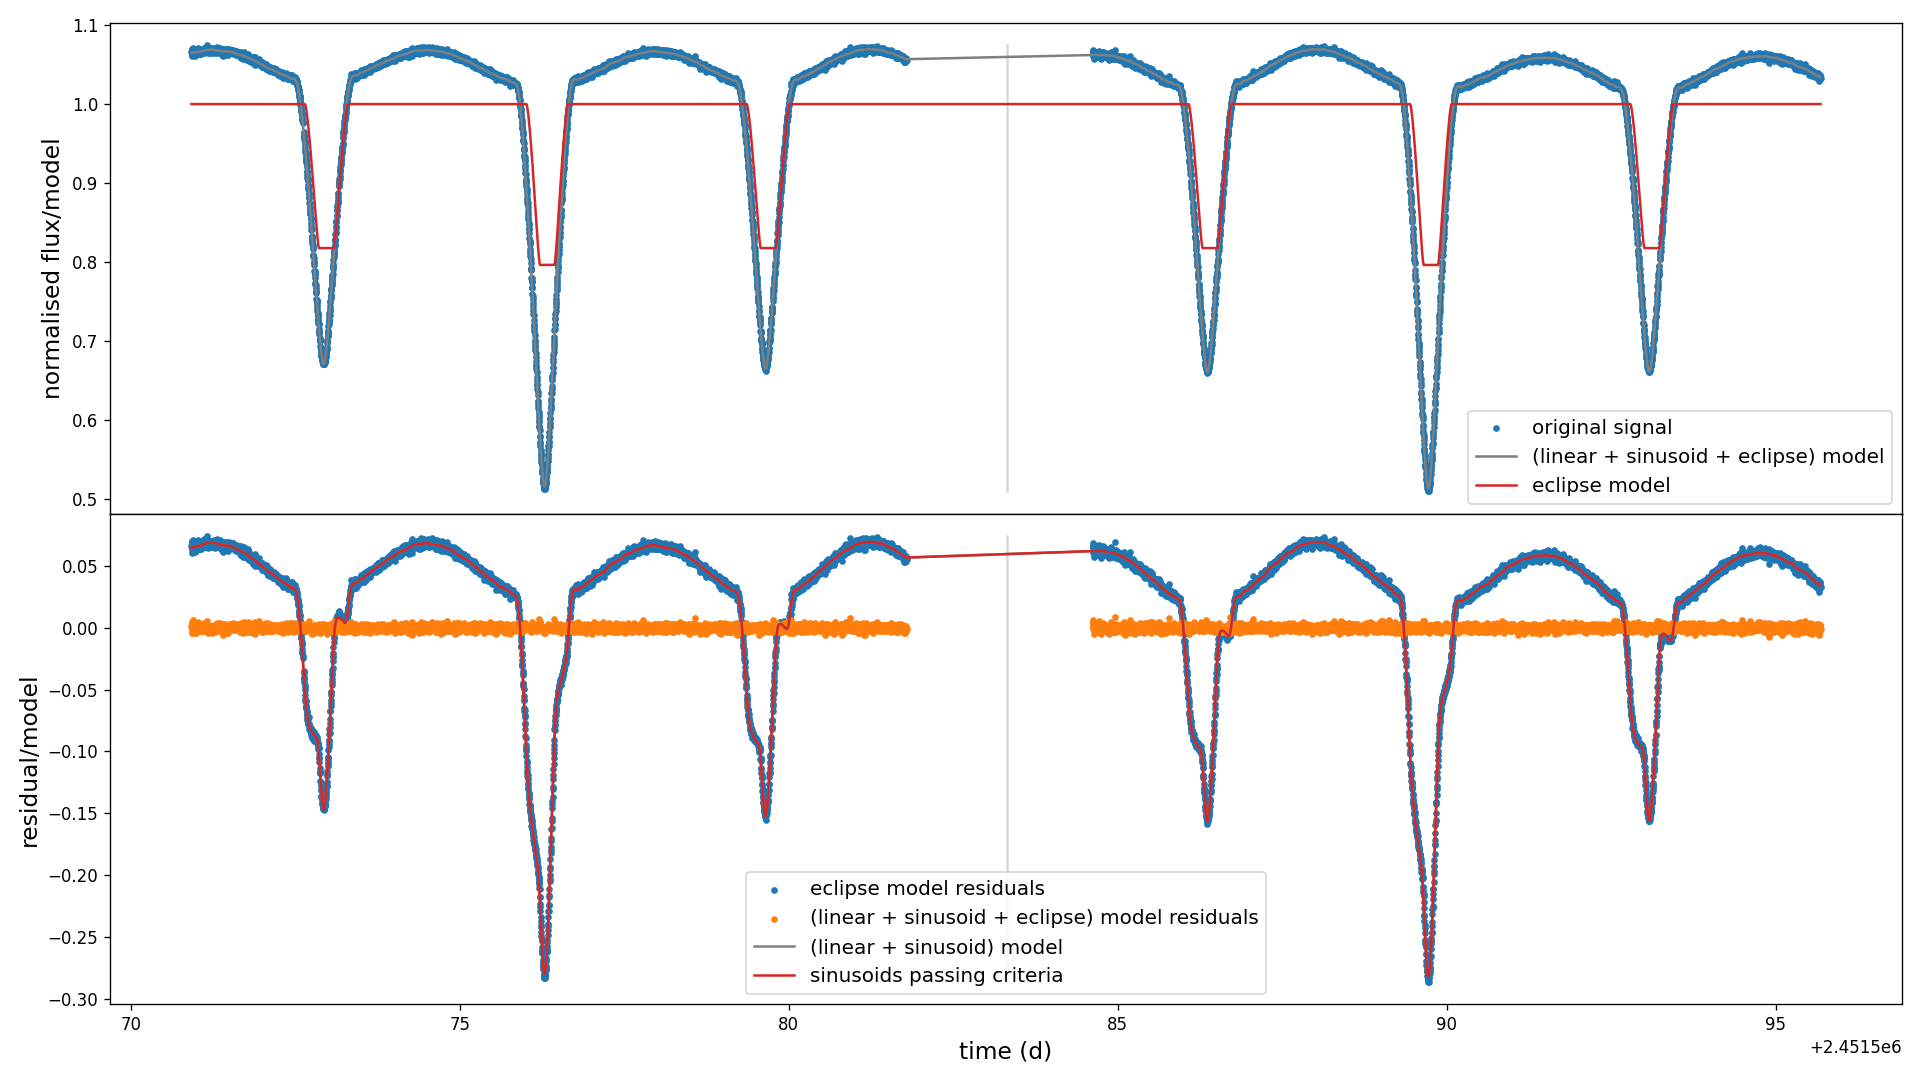 1.1
1.0
0.9
0.8
0.7
0.6
0.5
normalised flux/model
original signal
(linear + sinusoid + eclipse) model
eclipse model
0.05
0.00
−0.05
−0.10
−0.15
−0.20
−0.25
−0.30
residual/model
eclipse model residuals
(linear + sinusoid + eclipse) model residuals
(linear + sinusoid) model
sinusoids passing criteria
70 75 80 85 90 95
time (d)
+2.4515e6